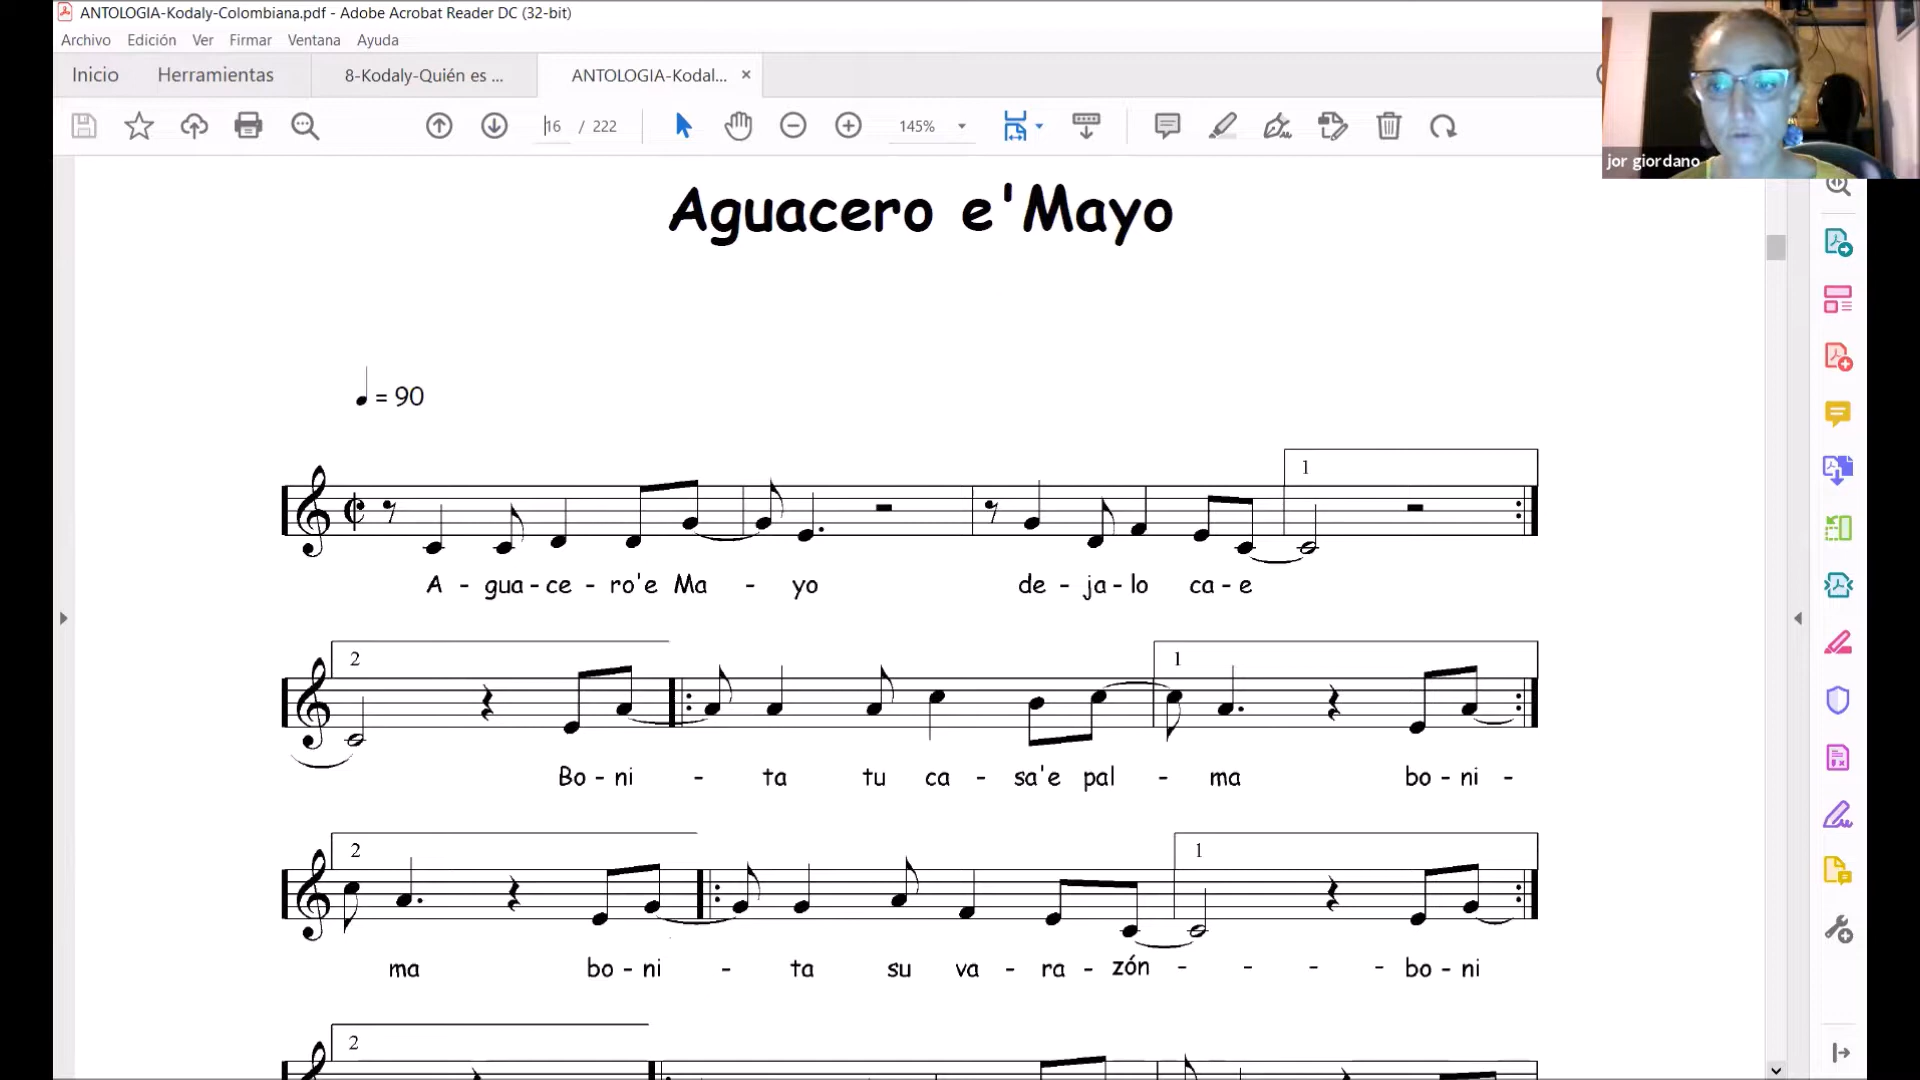 ANTOLOGIA-Kodaly-Colombiana.pdf - Adobe Acrobat Reader DC (32-bit)
Archivo Edición Ver Firmar Ventana Ayuda
Inicio Herramientas 8-Kodaly-Quién es ... ANTOLOGIA-Kodal... ×
16 / 222 145%
jor giordano
Aguacero e'Mayo
= 90
1
A - gua - ce - ro'e Ma - yo de - ja - lo ca - e
2 1
Bo - ni - ta tu ca - sa'e pal - ma bo - ni -
2 1
ma bo - ni - ta su va - ra - zón - - - - bo - ni
2